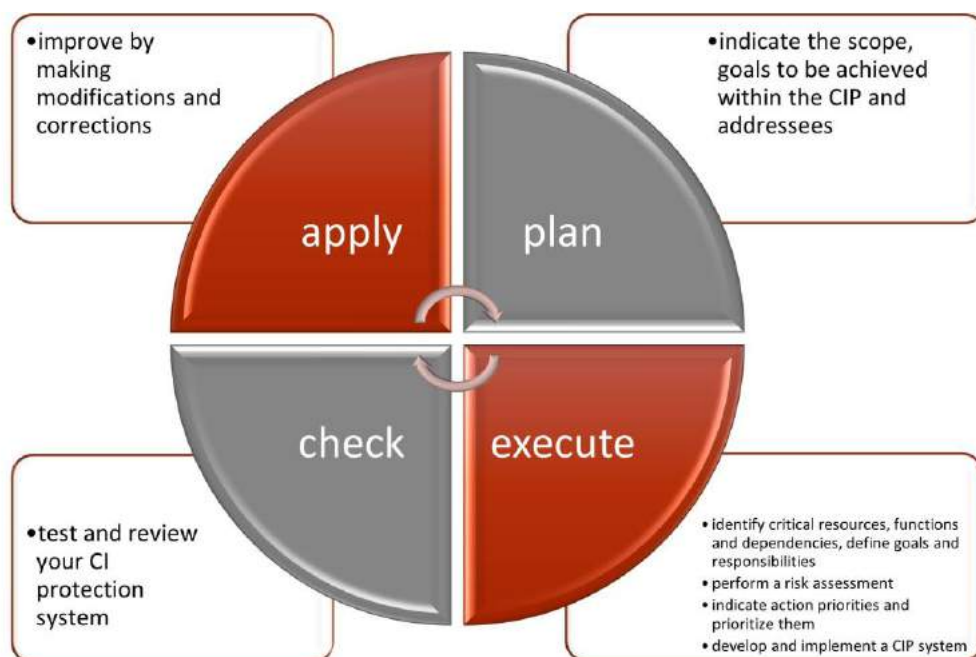 •improve by
making
modifications and
corrections
•indicate the scope,
goals to be achieved
within the CIP and
addressees
apply
plan
check
execute
•test and review
your CI
protection
system
•identify critical resources, functions
and dependencies, define goals and
responsibilities
•perform a risk assessment
•indicate action priorities and
prioritize them
•develop and implement a CIP system